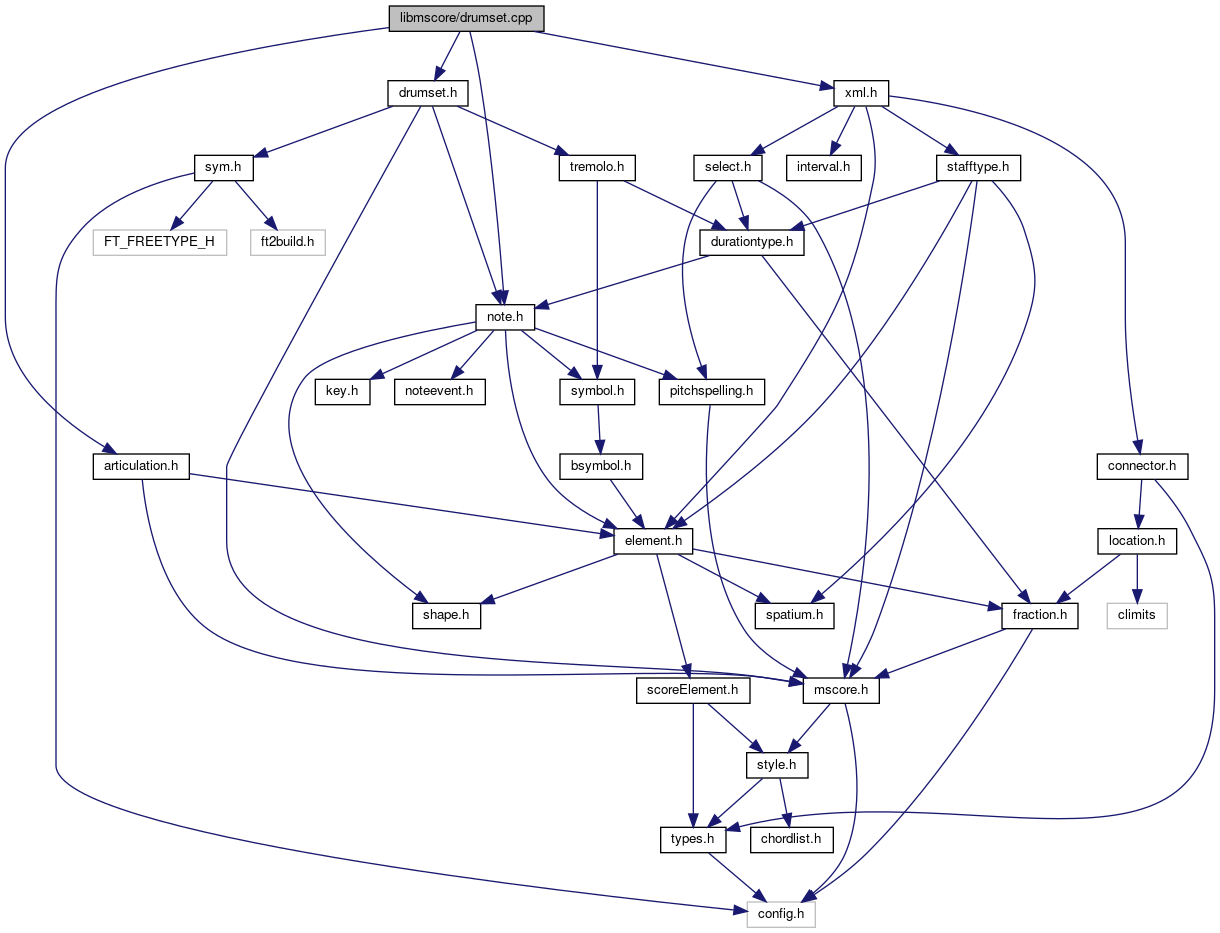 libmscore/drumset.cpp
drumset.h
xml.h
sym.h
tremolo.h
select.h
interval.h
stafftype.h
FT_FREETYPE_H
ft2build.h
durationtype.h
note.h
key.h
noteevent.h
symbol.h
pitchspelling.h
articulation.h
bsymbol.h
connector.h
element.h
location.h
shape.h
spatium.h
fraction.h
climits
scoreElement.h
mscore.h
style.h
types.h
chordlist.h
config.h